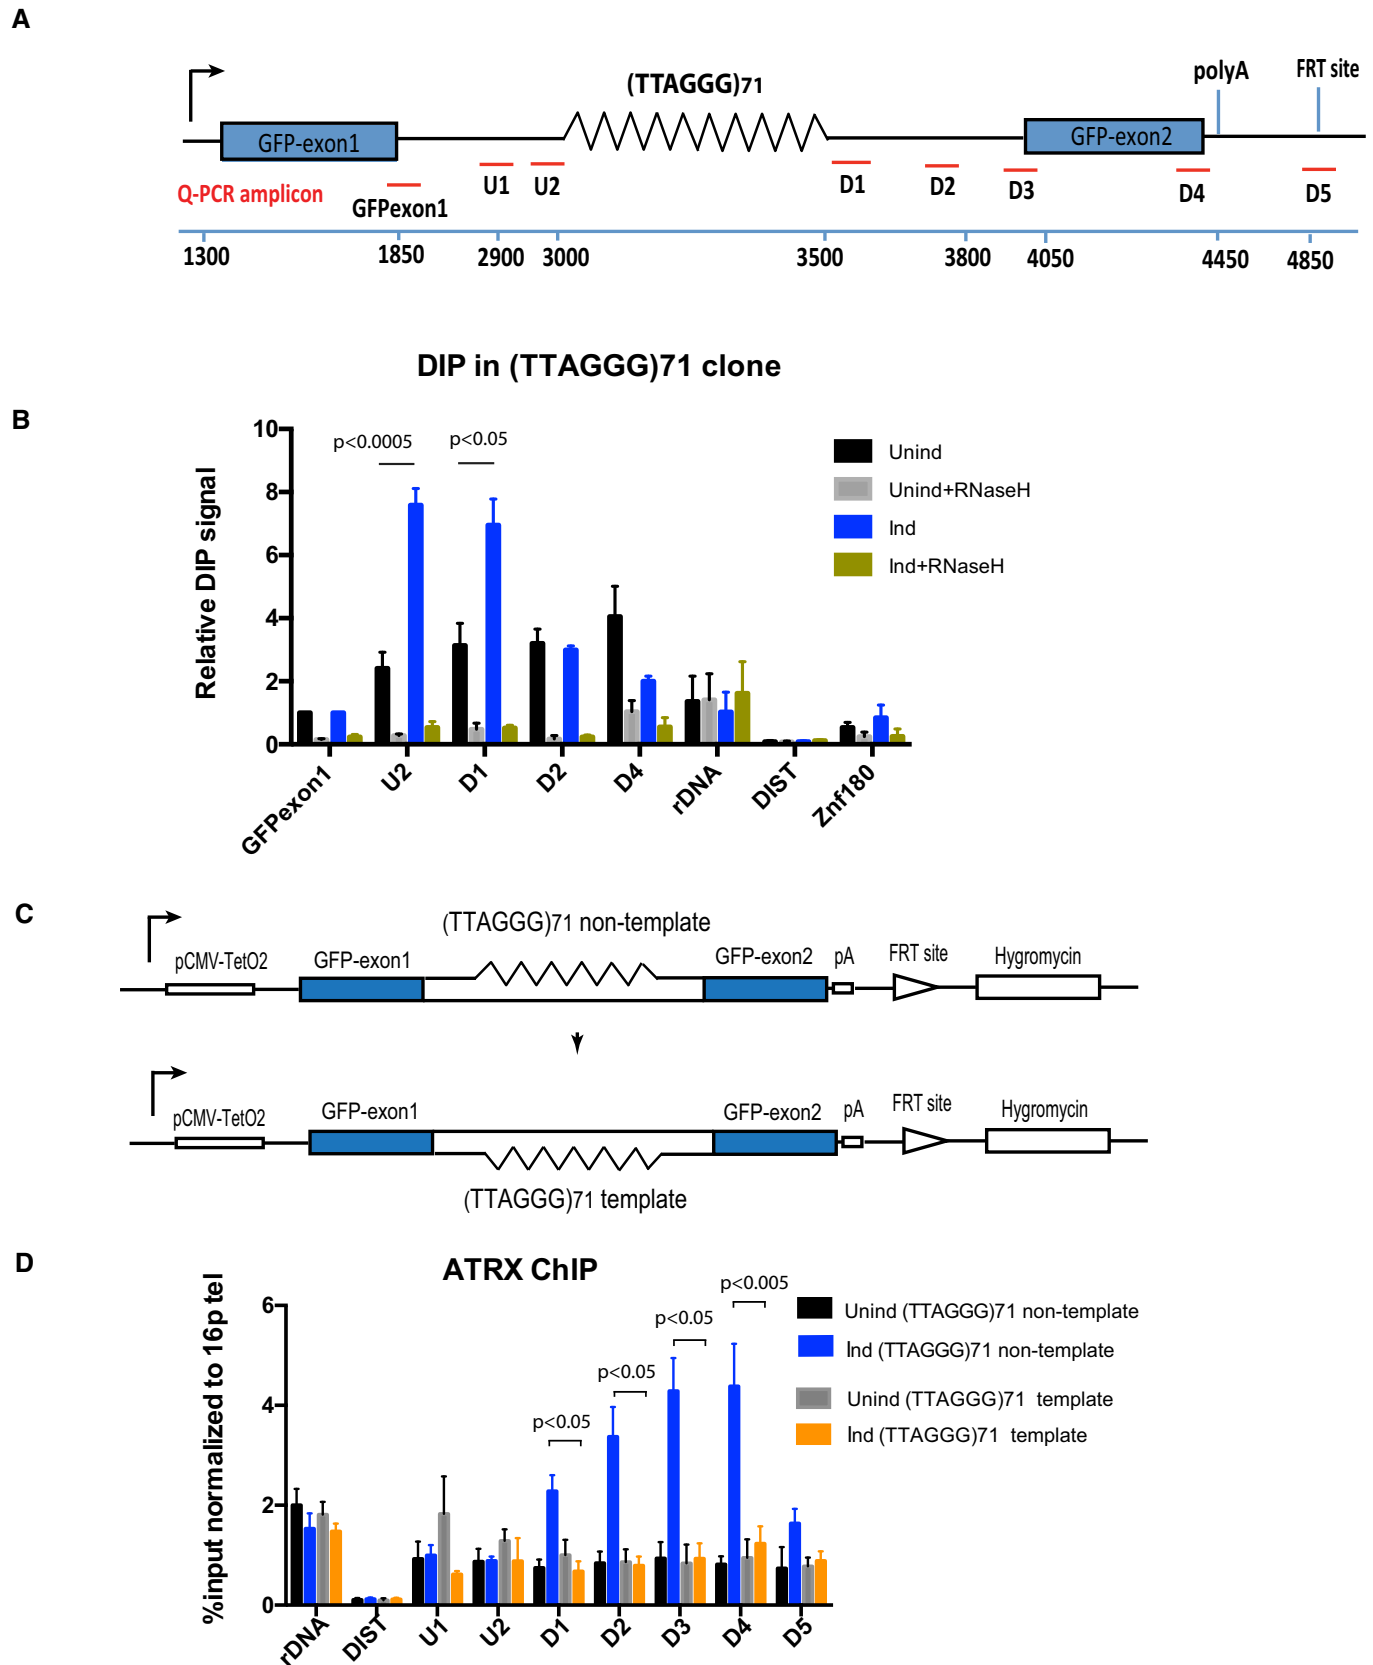 A
(TTAGGG)71
polyA
FRT site
GFP-exon1
GFP-exon2
Q-PCR amplicon
GFPexon1
U1
U2
D1
D2
D3
D4
D5
1300
1850
2900
3000
3500
3800
4050
4450
4850
DIP in (TTAGGG)71 clone
B
Relative DIP signal
10
8
6
4
2
0
p<0.0005
p<0.05
Unind
Unind+RNaseH
Ind
Ind+RNaseH
GFPexon1
U2
D1
D2
D4
rDNA
DIST
Znf180
C
(TTAGGG)71 non-template
pCMV-TetO2
GFP-exon1
GFP-exon2
pA
FRT site
Hygromycin
pCMV-TetO2
GFP-exon1
GFP-exon2
pA
FRT site
Hygromycin
(TTAGGG)71 template
D
ATRX ChIP
%input normalized to 16p tel
6
4
2
0
p<0.05
p<0.05
p<0.05
p<0.005
Unind (TTAGGG)71 non-template
Ind (TTAGGG)71 non-template
Unind (TTAGGG)71 template
Ind (TTAGGG)71 template
rDNA
DIST
U1
U2
D1
D2
D3
D4
D5